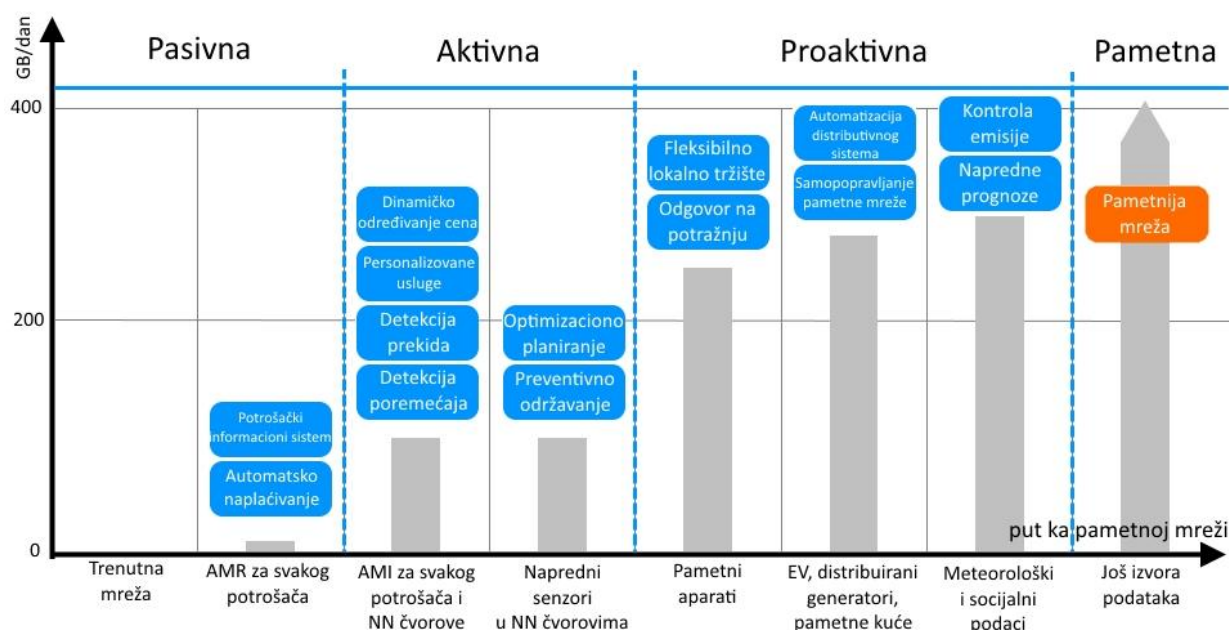 GB/dan
Pasivna
Aktivna
Proaktivna
Pametna
400
200
0
Potrošački
informacioni sistem
Automatsko
naplaćivanje
Dinamičko
određivanje cena
Personalizovane
usluge
Detekcija
prekida
Detekcija
poremećaja
Optimizaciono
planiranje
Preventivno
održavanje
Fleksibilno
lokalno tržište
Odgovor na
potražnju
Automatizacija
distributivnog
sistema
Samopopravljanje
pametne mreže
Kontrola
emisije
Napredne
prognoze
Pametnija
mreža
put ka pametnoj mreži
Trenutna
mreža
AMR za svakog
potrošača
AMI za svakog
potrošača i
NN čvorove
Napredni
senzori
u NN čvorovima
Pametni
aparati
EV, distribuirani
generatori,
pametne kuće
Meteorološki
i socijalni
podaci
Još izvora
podataka